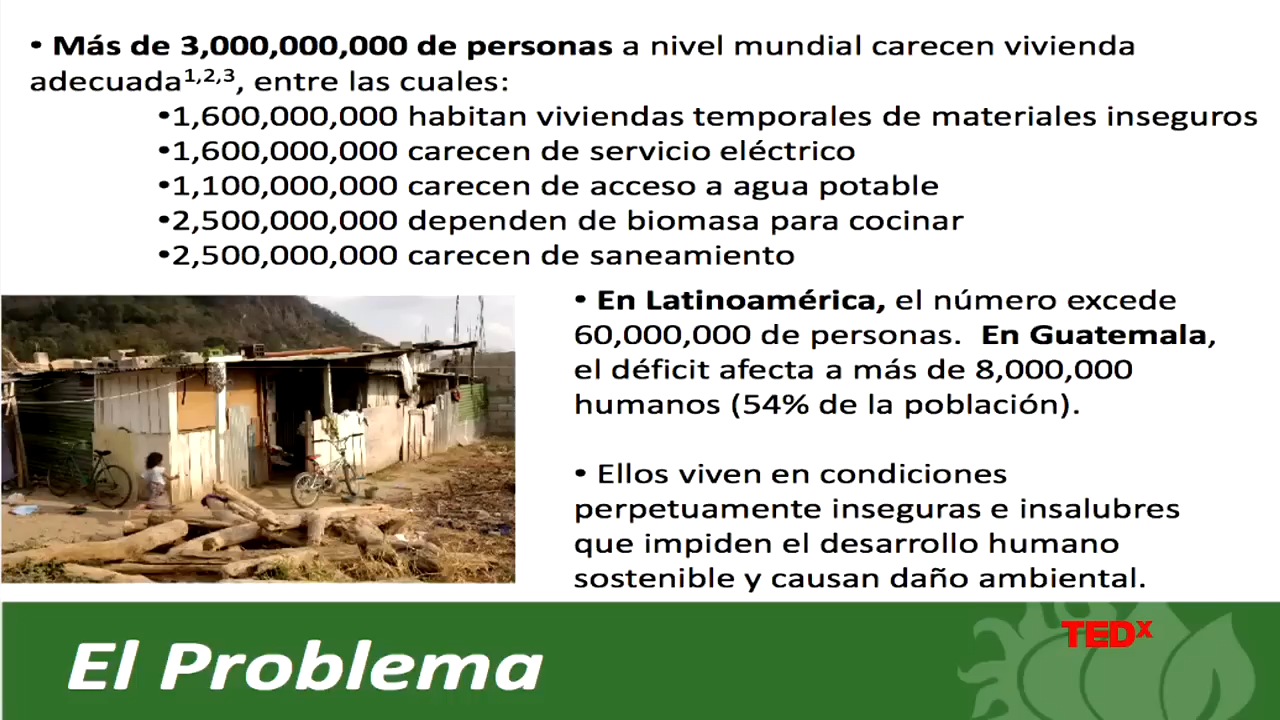 • Más de 3,000,000,000 de personas a nivel mundial carecen vivienda
adecuada1,2,3, entre las cuales:
•1,600,000,000 habitan viviendas temporales de materiales inseguros
•1,600,000,000 carecen de servicio eléctrico
•1,100,000,000 carecen de acceso a agua potable
•2,500,000,000 dependen de biomasa para cocinar
•2,500,000,000 carecen de saneamiento
• En Latinoamérica, el número excede
60,000,000 de personas. En Guatemala,
el déficit afecta a más de 8,000,000
humanos (54% de la población).
• Ellos viven en condiciones
perpetuamente inseguras e insalubres
que impiden el desarrollo humano
sostenible y causan daño ambiental.
El Problema
TEDx